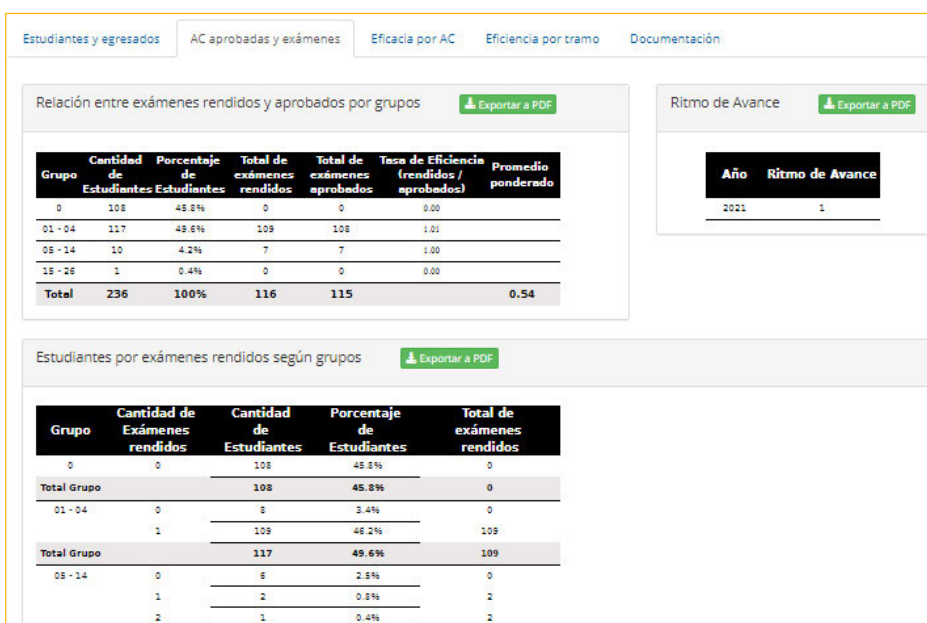 Estudiantes y egresados AC aprobadas y exámenes Eficacia por AC Eficiencia por tramo Documentación
Relación entre exámenes rendidos y aprobados por grupos Exportar a PDF
Grupo Cantidad de Estudiantes Porcentaje de Estudiantes Total de exámenes rendidos Total de exámenes aprobados Tasa de Eficiencia (rendidos / aprobados) Promedio ponderado
0 108 45.8% 0 0 0.00
01 - 04 117 49.6% 109 108 1.01
05 - 14 10 4.2% 7 7 1.00
15 - 26 1 0.4% 0 0 0.00
Total 236 100% 116 115 0.54
Ritmo de Avance Exportar a PDF
Año Ritmo de Avance
2021 1
Estudiantes por exámenes rendidos según grupos Exportar a PDF
Grupo Cantidad de Exámenes rendidos Cantidad de Estudiantes Porcentaje de Estudiantes Total de exámenes rendidos
0 0 108 45.8% 0
Total Grupo 108 45.8% 0
01 - 04 0 8 3.4% 0
1 109 46.2% 109
Total Grupo 117 49.6% 109
05 - 14 0 6 2.5% 0
1 2 0.8% 2
2 1 0.4% 2